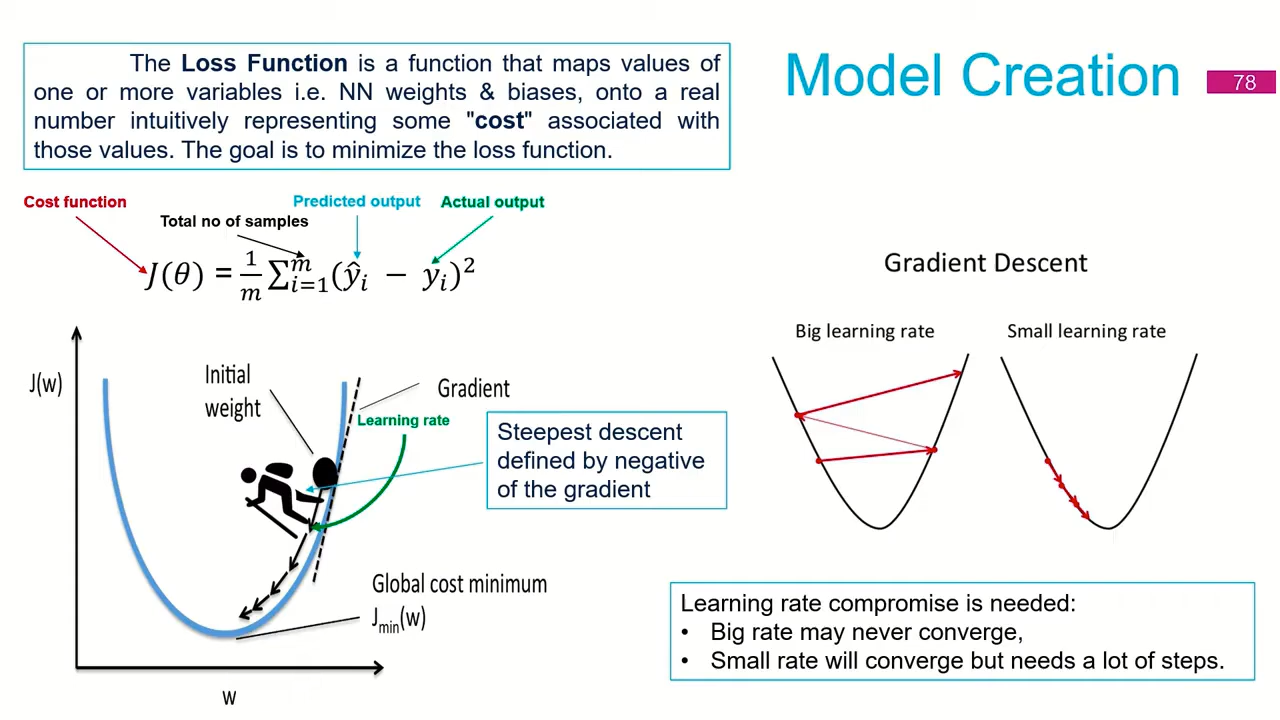 The Loss Function is a function that maps values of
one or more variables i.e. NN weights & biases, onto a real
number intuitively representing some "cost" associated with
those values. The goal is to minimize the loss function.
Model Creation
78
Cost function
Total no of samples
Predicted output
Actual output
J(θ) = 1/m ∑ᵢ₌₁ᵐ (ŷᵢ − yᵢ)²
J(w)
Initial
weight
Gradient
Learning rate
Steepest descent
defined by negative
of the gradient
Global cost minimum
Jmin(w)
w
Gradient Descent
Big learning rate
Small learning rate
Learning rate compromise is needed:
• Big rate may never converge,
• Small rate will converge but needs a lot of steps.